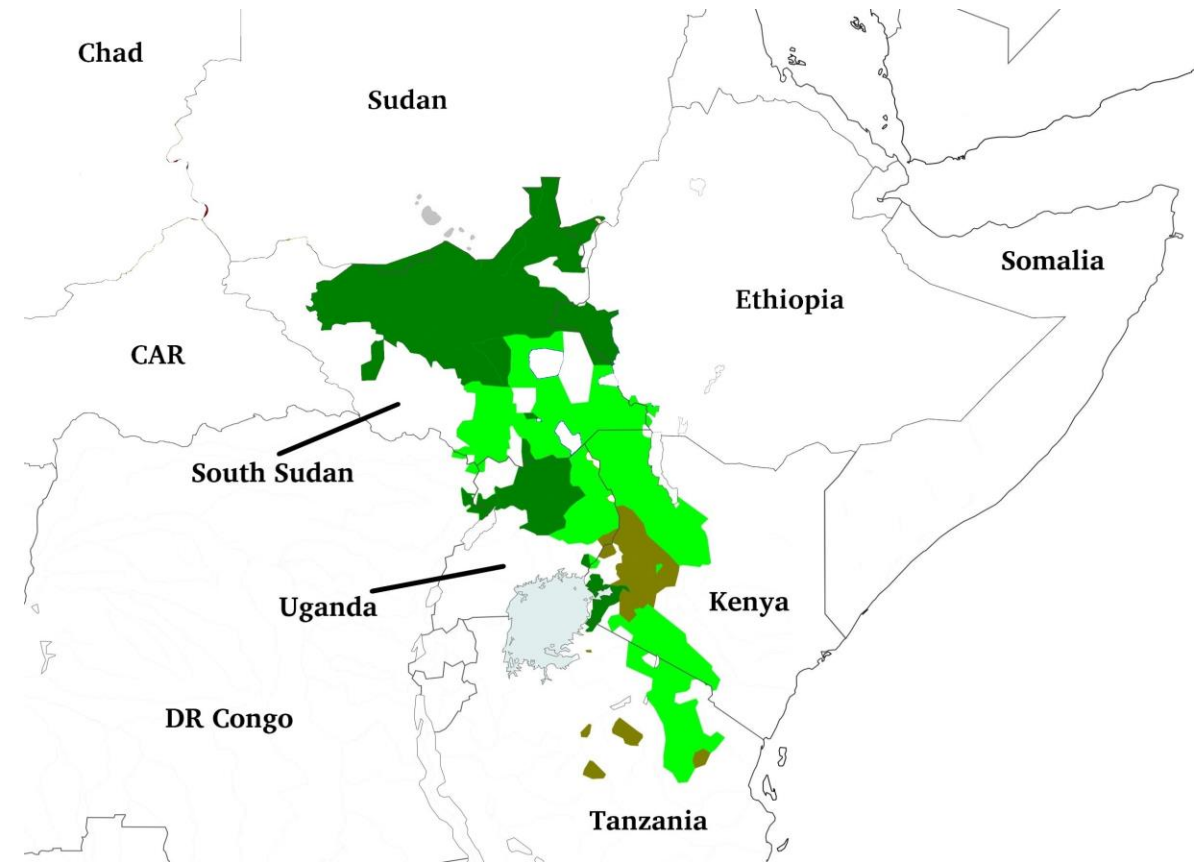 Chad
Sudan
Somalia
Ethiopia
CAR
South Sudan
Uganda
Kenya
DR Congo
Tanzania